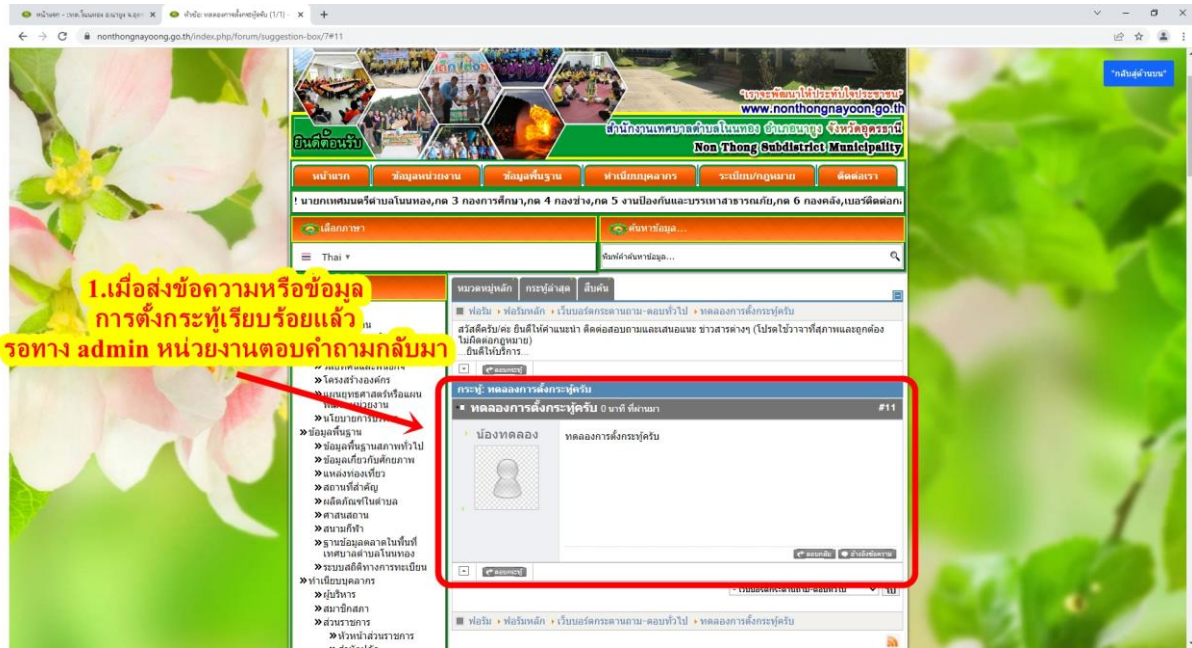 หัวข้อ: ทดลองการตั้งกระทู้ครับ (1/1) -
nonthongnayoong.go.th/index.php/forum/suggestion-box/7#11
"กลับสู่ด้านบน"
"เราจะพัฒนาให้ประทับใจประชาชน"
www.nonthongnayoon.go.th
สำนักงานเทศบาลตำบลโนนทอง อำเภอนายูง จังหวัดอุดรธานี
Non Thong Subdistrict Municipality
ยินดีต้อนรับ
หน้าแรก ข้อมูลหน่วยงาน ข้อมูลพื้นฐาน ทำเนียบบุคลากร ระเบียบ/กฎหมาย ติดต่อเรา
นายกเทศมนตรีตำบลโนนทอง,กด 3 กองการศึกษา,กด 4 กองช่าง,กด 5 งานป้องกันและบรรเทาสาธารณภัย,กด 6 กองคลัง,เบอร์ติดต่อก
เลือกภาษา
ค้นหาข้อมูล...
Thai
พิมพ์คำค้นหาข้อมูล...
1.เมื่อส่งข้อความหรือข้อมูล
การตั้งกระทู้เรียบร้อยแล้ว
รอทาง admin หน่วยงานตอบคำถามกลับมา
หมวดหมู่หลัก กระทู้ล่าสุด สืบค้น
ฟอรัม ฟอรัมหลัก เว็บบอร์ดกระดานถาม-ตอบทั่วไป ทดลองการตั้งกระทู้ครับ
สวัสดีครับ/ค่ะ ยินดีให้คำแนะนำ ติดต่อสอบถามและเสนอแนะ ข่าวสารต่างๆ (โปรดใช้วาจาที่สุภาพและถูกต้อง
ไม่ผิดต่อกฎหมาย)
...ยินดีให้บริการ...
ตอบกระทู้
กระทู้: ทดลองการตั้งกระทู้ครับ
ทดลองการตั้งกระทู้ครับ 0 นาที ที่ผ่านมา #11
น้องทดลอง
ทดลองการตั้งกระทู้ครับ
ตอบกลับ อ้างอิงข้อความ
ตอบกระทู้
- เว็บบอร์ดกระดานถาม-ตอบทั่วไป ไป
ฟอรัม ฟอรัมหลัก เว็บบอร์ดกระดานถาม-ตอบทั่วไป ทดลองการตั้งกระทู้ครับ
» โครงสร้างองค์กร
» แผนยุทธศาสตร์หรือแผน
» นโยบายการ
» ข้อมูลพื้นฐาน
» ข้อมูลพื้นฐานสภาพทั่วไป
» ข้อมูลเกี่ยวกับศักยภาพ
» แหล่งท่องเที่ยว
» สถานที่สำคัญ
» ผลิตภัณฑ์ในตำบล
» ศาสนสถาน
» สนามกีฬา
» ฐานข้อมูลตลาดในพื้นที่
เทศบาลตำบลโนนทอง
» ระบบสถิติทางการทะเบียน
» ทำเนียบบุคลากร
» ผู้บริหาร
» สมาชิกสภา
» ส่วนราชการ
» หัวหน้าส่วนราชการ